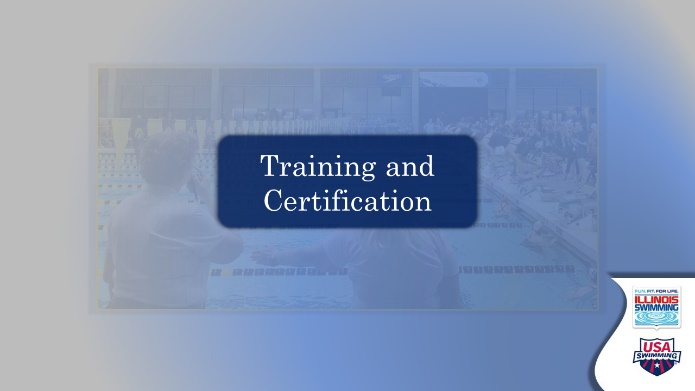 Training and
Certification
FUN. FIT. FOR LIFE.
ILLINOIS
SWIMMING
USA
SWIMMING